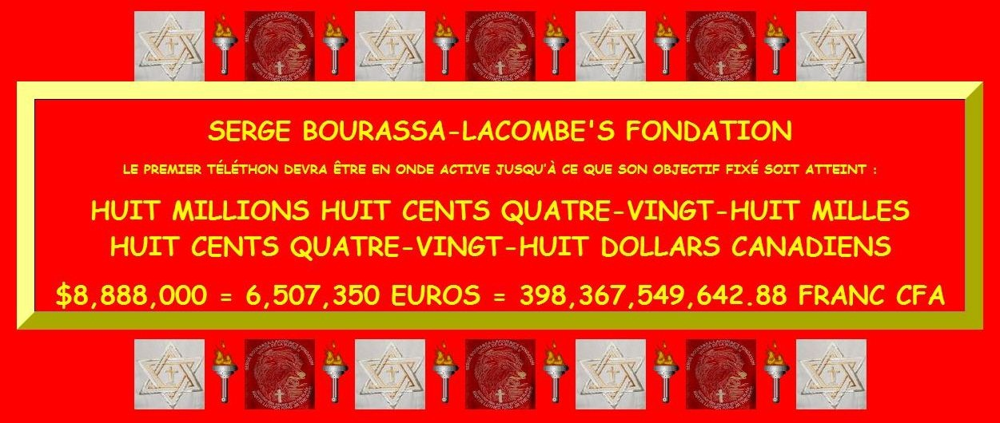 SERGE BOURASSA-LACOMBE'S FONDATION
LE PREMIER TÉLÉTHON DEVRA ÊTRE EN ONDE ACTIVE JUSQU'À CE QUE SON OBJECTIF FIXÉ SOIT ATTEINT :
HUIT MILLIONS HUIT CENTS QUATRE-VINGT-HUIT MILLES
HUIT CENTS QUATRE-VINGT-HUIT DOLLARS CANADIENS
$8,888,000 = 6,507,350 EUROS = 398,367,549,642.88 FRANC CFA